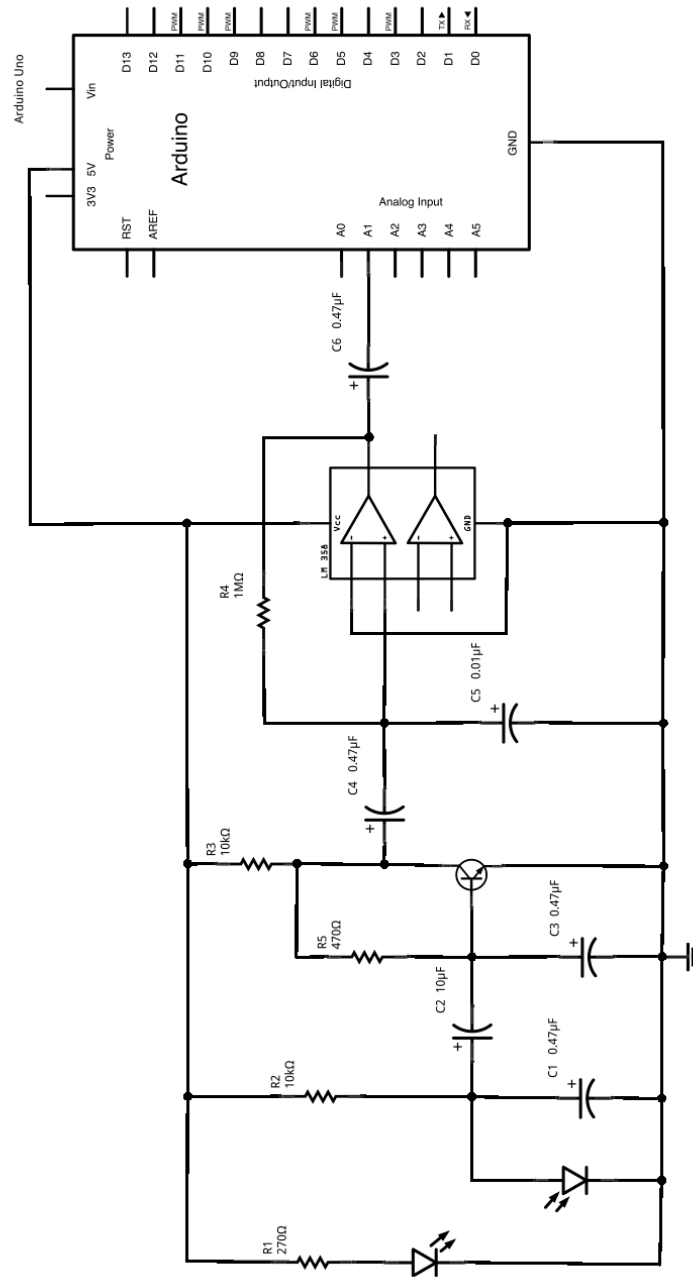 Arduino Uno
Vin
Power
5V
3V3
RST
AREF
Arduino
Digital Input/Output
D13
D12
PWM
D11
PWM
D10
PWM
D9
D8
D7
PWM
D6
PWM
D5
D4
PWM
D3
D2
TX
D1
RX
D0
Analog Input
A0
A1
A2
A3
A4
A5
GND
C6 0.47µF
+
Vcc
LM 358
GND
-
+
-
+
R4
1MΩ
C5 0.01µF
+
C4 0.47µF
+
R3
10kΩ
R5
470Ω
C3 0.47µF
+
C2 10µF
+
R2
10kΩ
C1 0.47µF
+
R1
270Ω